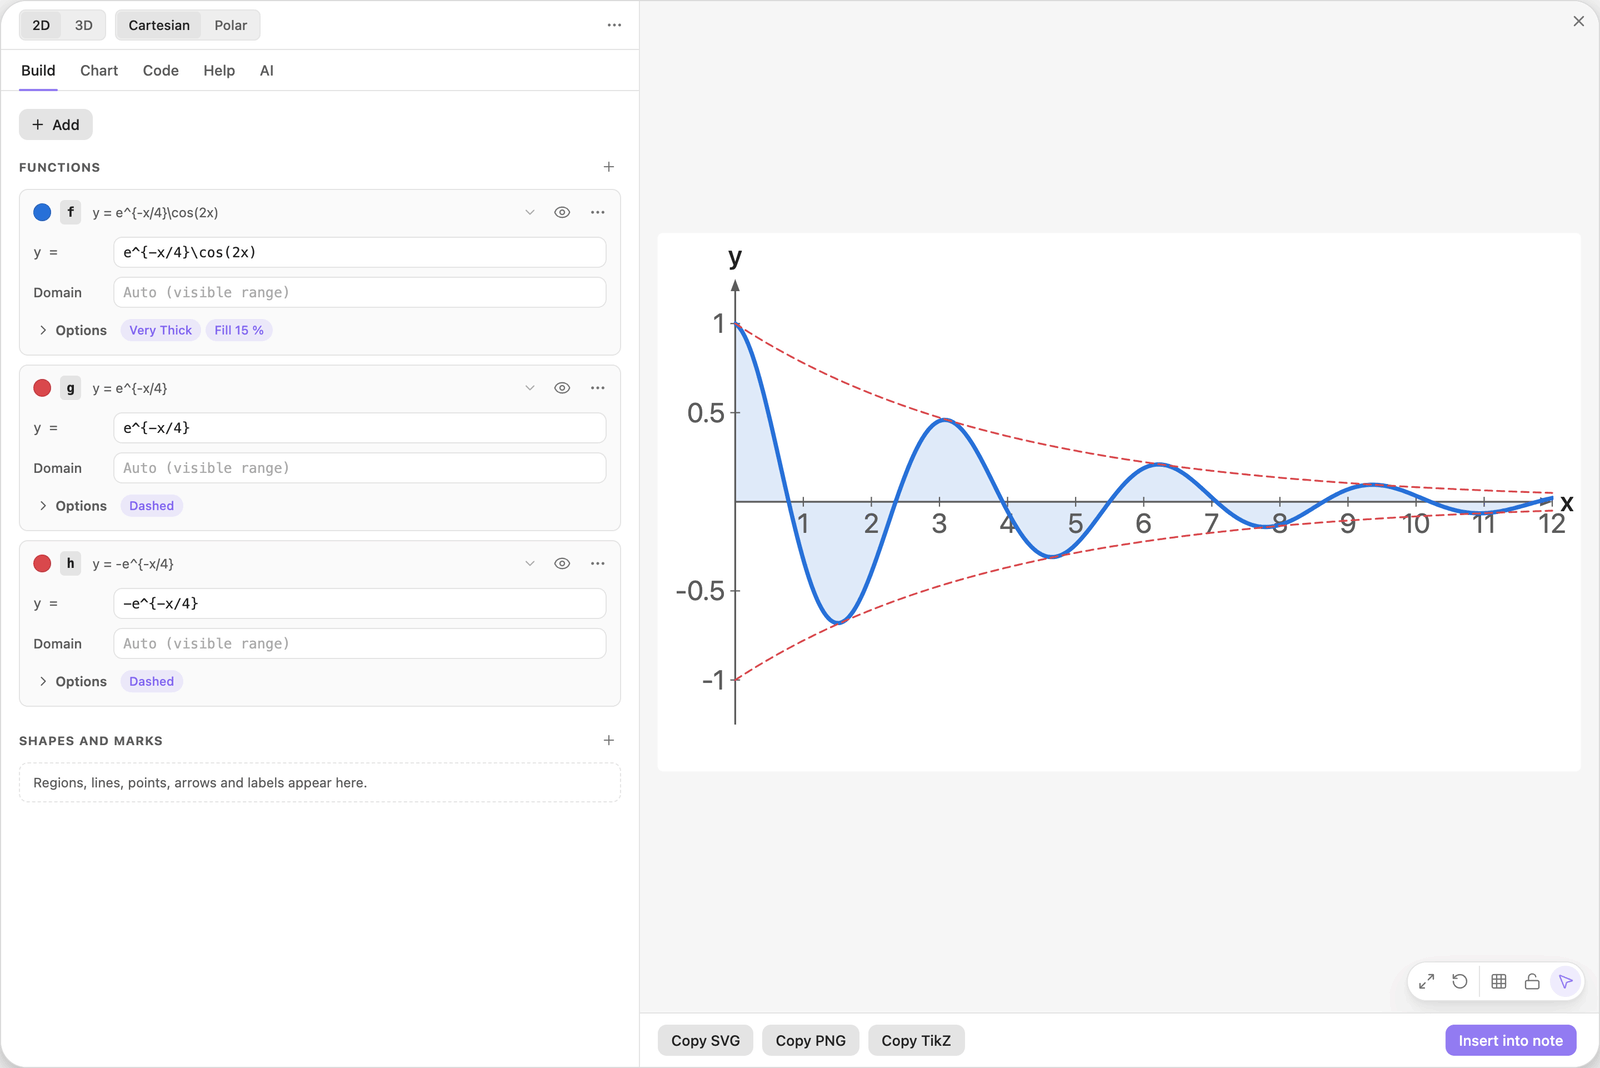 2D 3D Cartesian Polar
Build Chart Code Help AI
+ Add
FUNCTIONS
f y = e^{-x/4}\cos(2x)
y = e^{-x/4}\cos(2x)
Domain Auto (visible range)
Options Very Thick Fill 15 %
g y = e^{-x/4}
y = e^{-x/4}
Domain Auto (visible range)
Options Dashed
h y = -e^{-x/4}
y = -e^{-x/4}
Domain Auto (visible range)
Options Dashed
SHAPES AND MARKS
Regions, lines, points, arrows and labels appear here.
y
1
0.5
x
1 2 3 4 5 6 7 8 9 10 11 12
-0.5
-1
Copy SVG Copy PNG Copy TikZ Insert into note